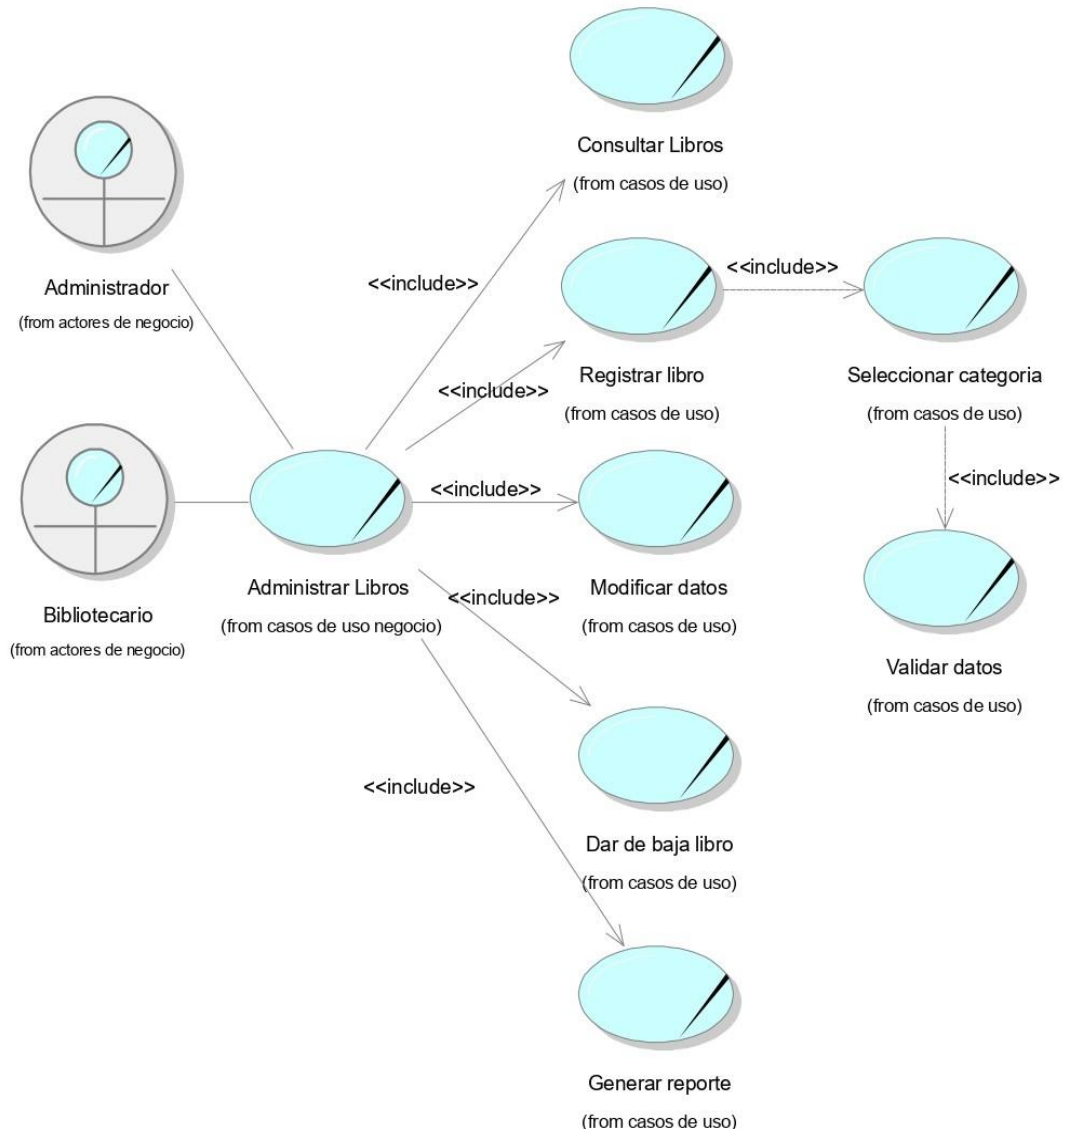 Consultar Libros
(from casos de uso)
Administrador
(from actores de negocio)
<<include>>
<<include>>
<<include>>
Registrar libro
(from casos de uso)
Seleccionar categoria
(from casos de uso)
Bibliotecario
(from actores de negocio)
Administrar Libros
(from casos de uso negocio)
<<include>>
<<include>>
Modificar datos
(from casos de uso)
<<include>>
Validar datos
(from casos de uso)
<<include>>
Dar de baja libro
(from casos de uso)
Generar reporte
(from casos de uso)